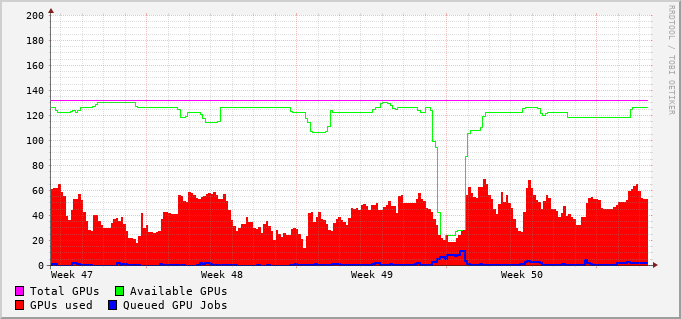 200
180
160
140
120
100
80
60
40
20
0
Week 47 Week 48 Week 49 Week 50
Total GPUs Available GPUs
GPUs used Queued GPU Jobs
RRDTOOL / TOBI OETIKER